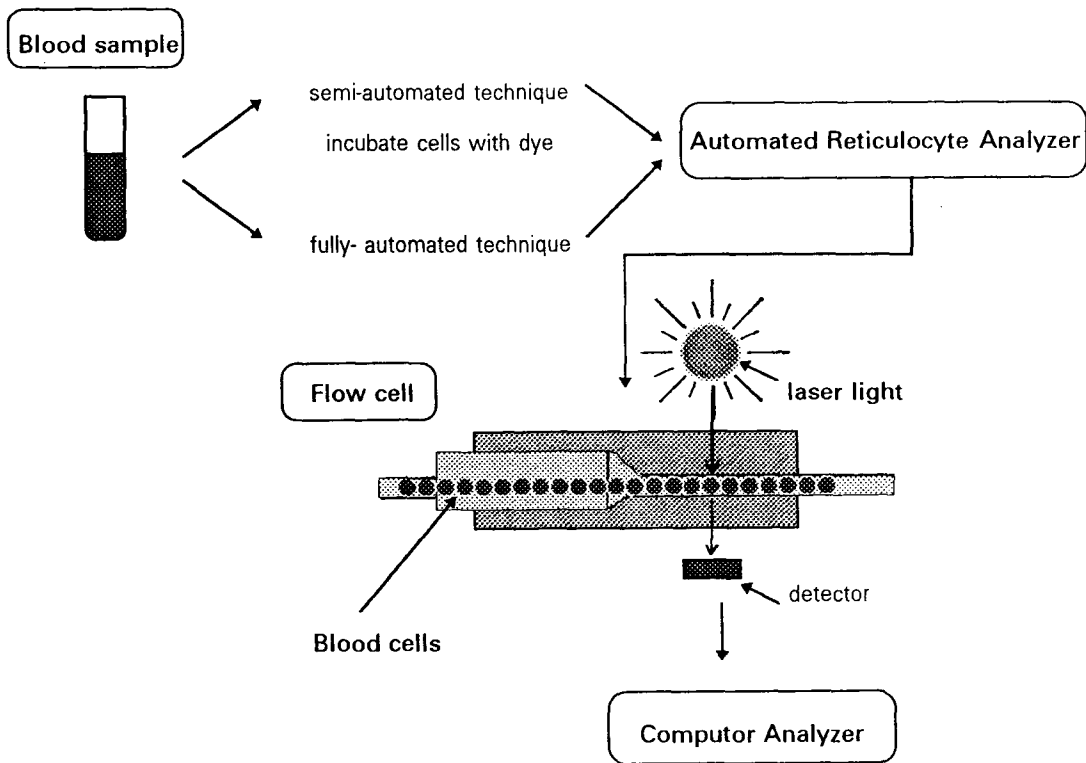 Blood sample
semi-automated technique
incubate cells with dye
fully- automated technique
Automated Reticulocyte Analyzer
laser light
Flow cell
detector
Blood cells
Computor Analyzer